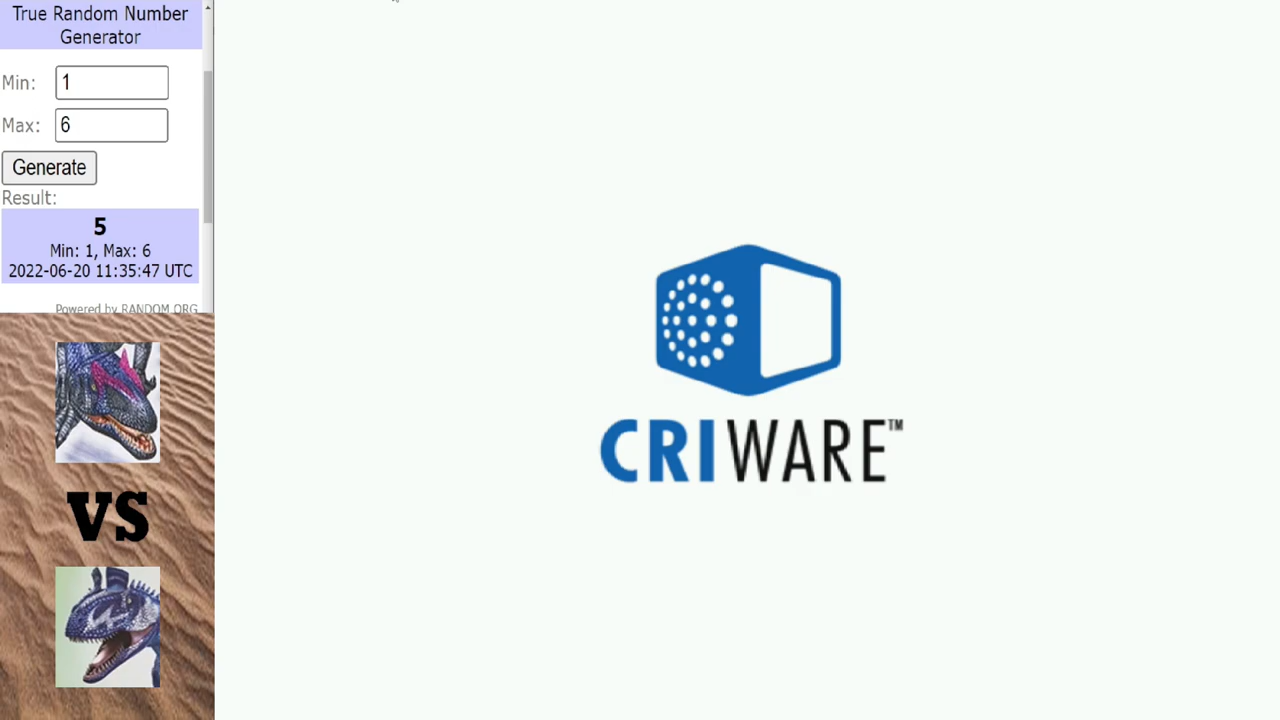 True Random Number
Generator
Min: 1
Max: 6
Generate
Result:
5
Min: 1, Max: 6
2022-06-20 11:35:47 UTC
Powered by RANDOM.ORG
VS
CRIWARE™